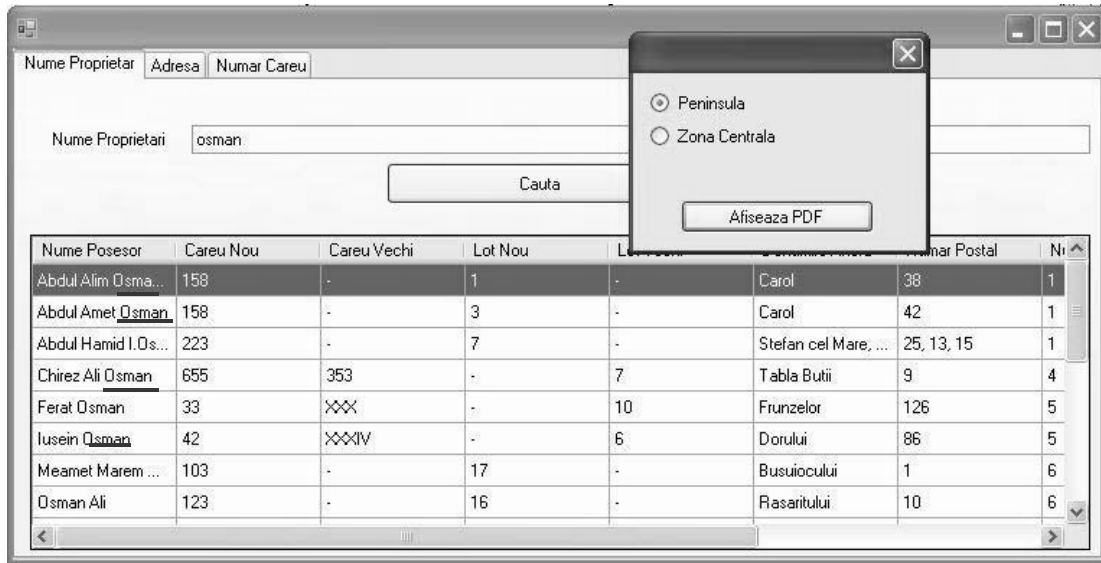 Nume Proprietar Adresa Numar Careu
Peninsula
Zona Centrala
Afiseaza PDF
Nume Proprietari osman
Cauta
Nume Posesor Careu Nou Careu Vechi Lot Nou Numar Postal
Abdul Alim Osma... 158 - 1 - Carol 38 1
Abdul Amet Osman 158 - 3 - Carol 42 1
Abdul Hamid I.Os... 223 - 7 - Stefan cel Mare, ... 25, 13, 15 1
Chirez Ali Osman 655 353 - 7 Tabla Butii 9 4
Ferat Osman 33 XXX - 10 Frunzelor 126 5
Iusein Osman 42 XXXIV - 6 Dorului 86 5
Meamet Marem ... 103 - 17 - Busuiocului 1 6
Osman Ali 123 - 16 - Rasaritului 10 6